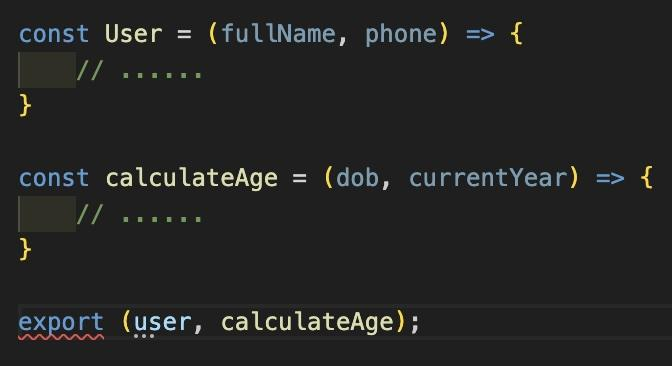 const User = (fullName, phone) => {
    // ......
}
const calculateAge = (dob, currentYear) => {
    // ......
}
export (user, calculateAge);